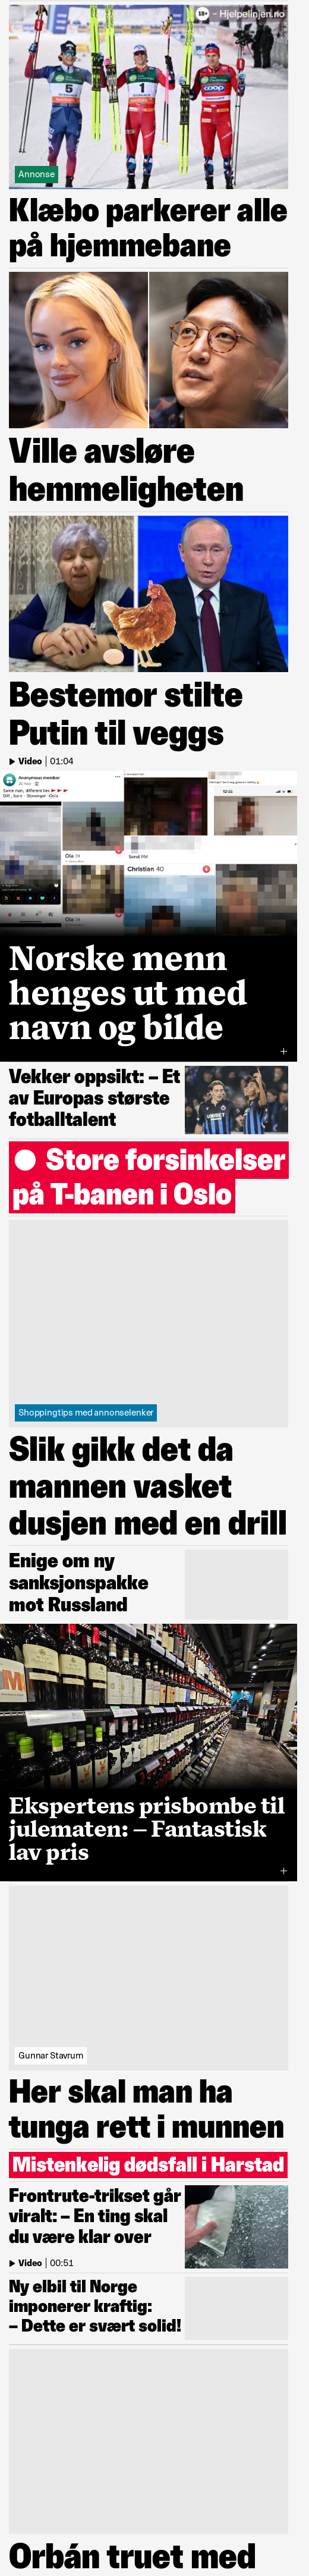 18+ – Hjelpelinjen.no
5
1
coop
Annonse
Klæbo parkerer alle
på hjemmebane
Ville avsløre
hemmeligheten
Bestemor stilte
Putin til veggs
Video | 01:04
Anonymous member
Send PM
Ola
Christian 40
Ola
Norske menn
henges ut med
navn og bilde
+
Vekker oppsikt: – Et
av Europas største
fotballtalent
Store forsinkelser
på T-banen i Oslo
Shoppingtips med annonselenker
Slik gikk det da
mannen vasket
dusjen med en drill
Enige om ny
sanksjonspakke
mot Russland
Ekspertens prisbombe til
julematen: – Fantastisk
lav pris
+
Gunnar Stavrum
Her skal man ha
tunga rett i munnen
Mistenkelig dødsfall i Harstad
Frontrute-trikset går
viralt: – En ting skal
du være klar over
Video | 00:51
Ny elbil til Norge
imponerer kraftig:
– Dette er svært solid!
Orbán truet med